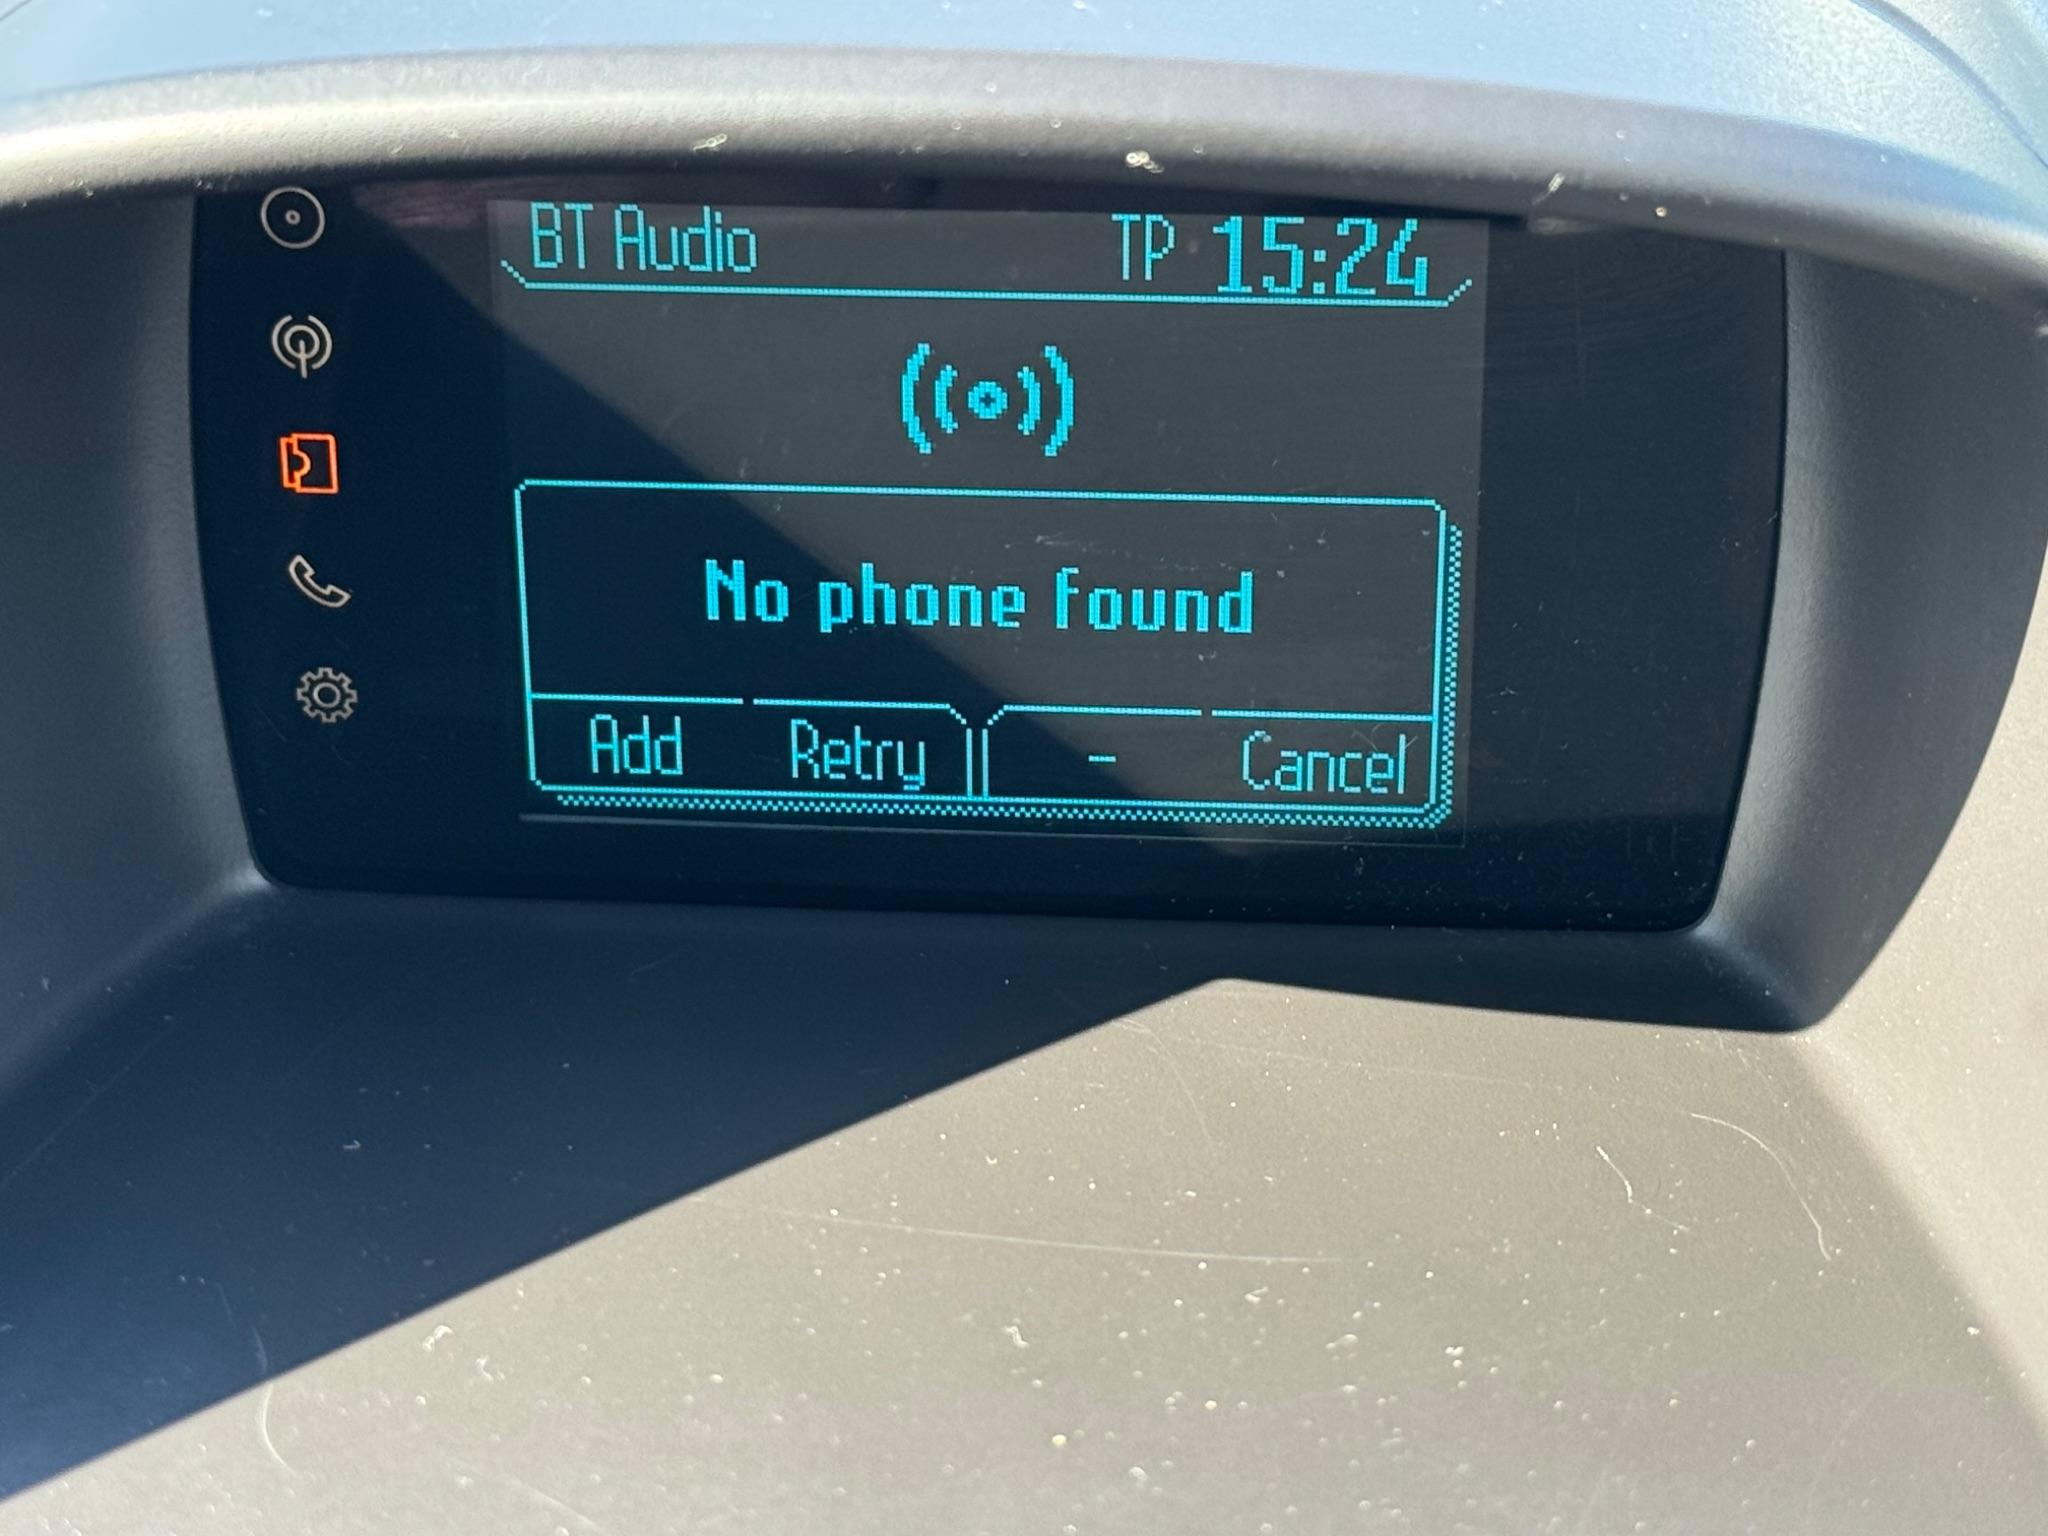 BT Audio TP 15:24
No phone found
Add Retry - Cancel